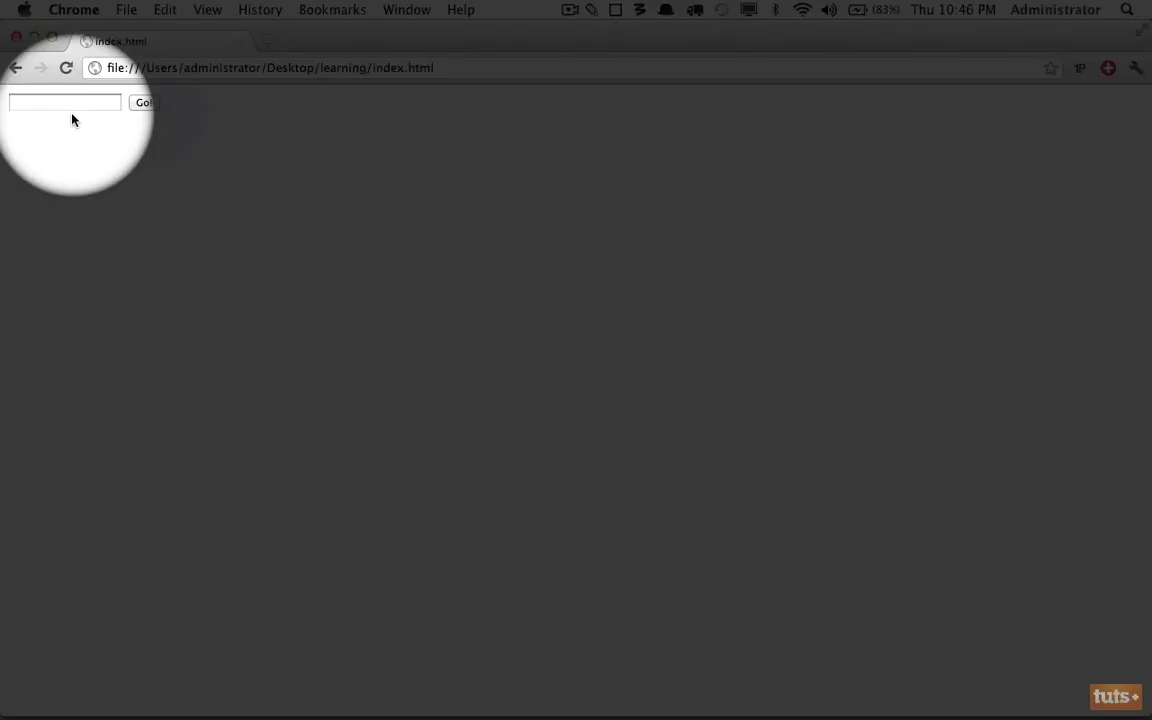 Chrome File Edit View History Bookmarks Window Help (83%) Thu 10:46 PM Administrator
index.html
file:///Users/administrator/Desktop/learning/index.html 1P
Go!
tuts+